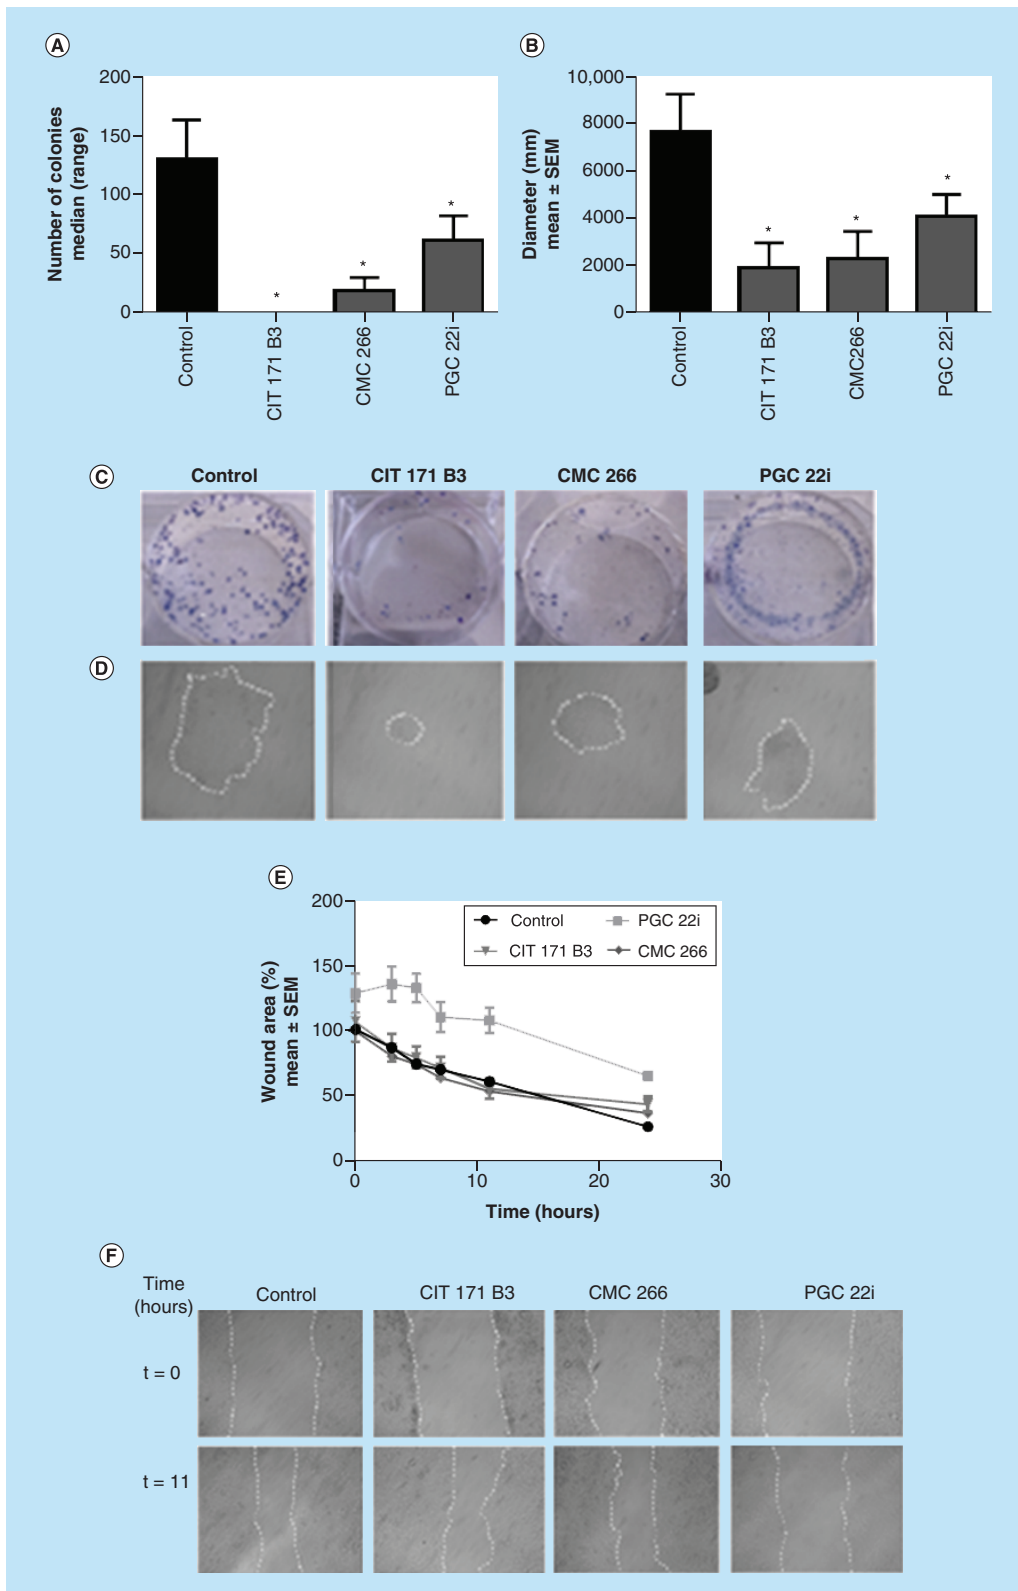 A
Number of colonies
median (range)
200
150
100
50
0
*
*
*
Control
CIT 171 B3
CMC 266
PGC 22i
B
Diameter (mm)
mean ± SEM
10,000
8000
6000
4000
2000
0
*
*
*
Control
CIT 171 B3
CMC266
PGC 22i
C
Control CIT 171 B3 CMC 266 PGC 22i
D
E
Wound area (%)
mean ± SEM
200
150
100
50
0
Control PGC 22i
CIT 171 B3 CMC 266
0 10 20 30
Time (hours)
F
Time
(hours)
Control CIT 171 B3 CMC 266 PGC 22i
t = 0
t = 11